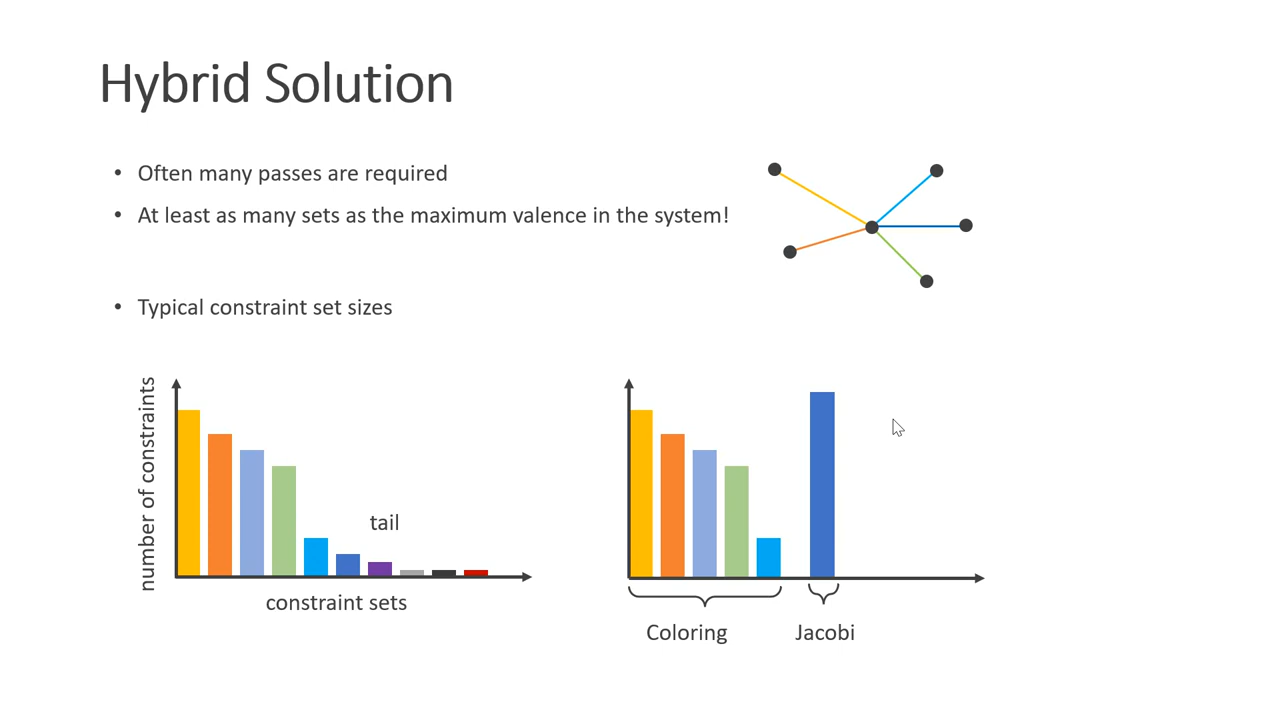 Hybrid Solution
• Often many passes are required
• At least as many sets as the maximum valence in the system!
• Typical constraint set sizes
number of constraints
tail
constraint sets
Coloring
Jacobi